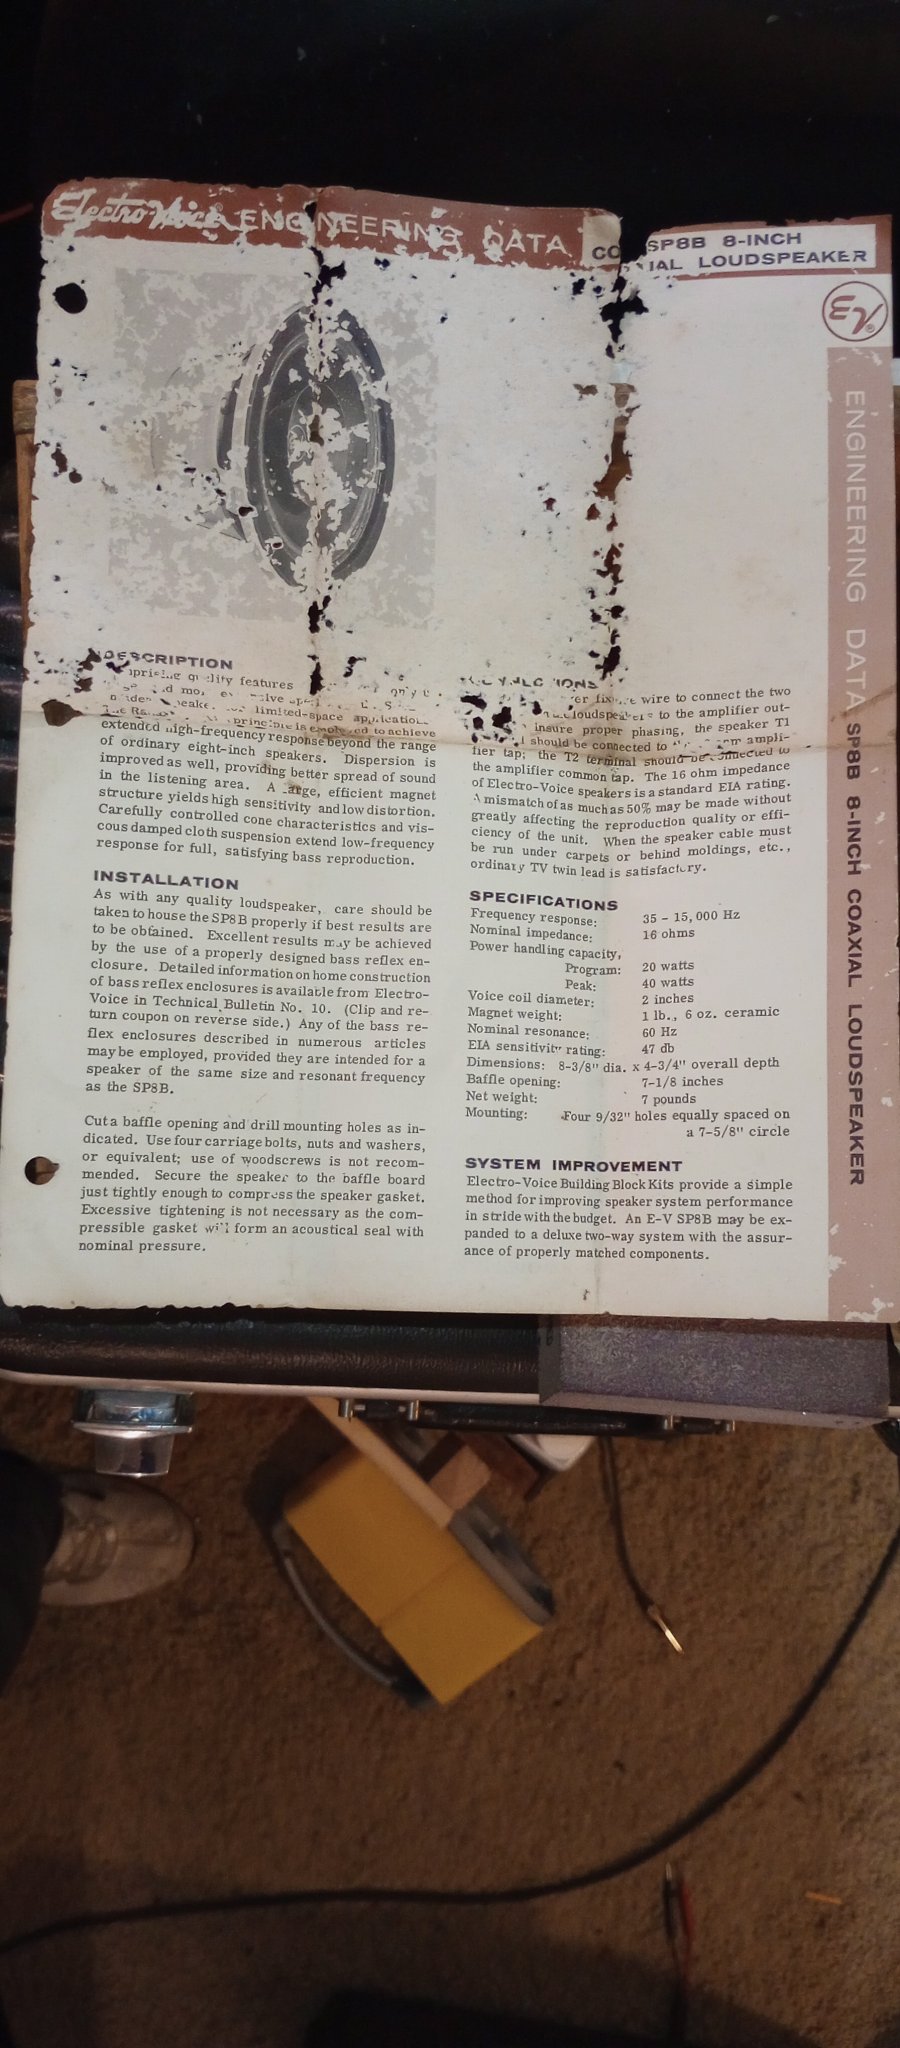 Electro-Voice ENGINEERING DATA
SP8B 8-INCH
LOUDSPEAKER
EV®
ENGINEERING DATA SP8B 8-INCH COAXIAL LOUDSPEAKER
DESCRIPTION
features
limited-space
to achieve
extended high-frequency response beyond the range
of ordinary eight-inch speakers. Dispersion is
improved as well, providing better spread of sound
in the listening area. A large, efficient magnet
structure yields high sensitivity and low distortion.
Carefully controlled cone characteristics and vis-
cous damped cloth suspension extend low-frequency
response for full, satisfying bass reproduction.
INSTALLATION
As with any quality loudspeaker, care should be
taken to house the SP8B properly if best results are
to be obtained. Excellent results may be achieved
by the use of a properly designed bass reflex en-
closure. Detailed information on home construction
of bass reflex enclosures is available from Electro-
Voice in Technical Bulletin No. 10. (Clip and re-
turn coupon on reverse side.) Any of the bass re-
flex enclosures described in numerous articles
may be employed, provided they are intended for a
speaker of the same size and resonant frequency
as the SP8B.
Cut a baffle opening and drill mounting holes as in-
dicated. Use four carriage bolts, nuts and washers,
or equivalent; use of woodscrews is not recom-
mended. Secure the speaker to the baffle board
just tightly enough to compress the speaker gasket.
Excessive tightening is not necessary as the com-
pressible gasket will form an acoustical seal with
nominal pressure.
wire to connect the two
to the amplifier out-
insure proper phasing, the speaker T1
should be connected to ampli-
fier tap; the T2 terminal should be connected to
the amplifier common tap. The 16 ohm impedance
of Electro-Voice speakers is a standard EIA rating.
A mismatch of as much as 50% may be made without
greatly affecting the reproduction quality or effi-
ciency of the unit. When the speaker cable must
be run under carpets or behind moldings, etc.,
ordinary TV twin lead is satisfactory.
SPECIFICATIONS
Frequency response: 35 - 15,000 Hz
Nominal impedance: 16 ohms
Power handling capacity,
Program: 20 watts
Peak: 40 watts
Voice coil diameter: 2 inches
Magnet weight: 1 lb., 6 oz. ceramic
Nominal resonance: 60 Hz
EIA sensitivity rating: 47 db
Dimensions: 8-3/8" dia. x 4-3/4" overall depth
Baffle opening: 7-1/8 inches
Net weight: 7 pounds
Mounting: Four 9/32" holes equally spaced on
a 7-5/8" circle
SYSTEM IMPROVEMENT
Electro-Voice Building Block Kits provide a simple
method for improving speaker system performance
in stride with the budget. An E-V SP8B may be ex-
panded to a deluxe two-way system with the assur-
ance of properly matched components.